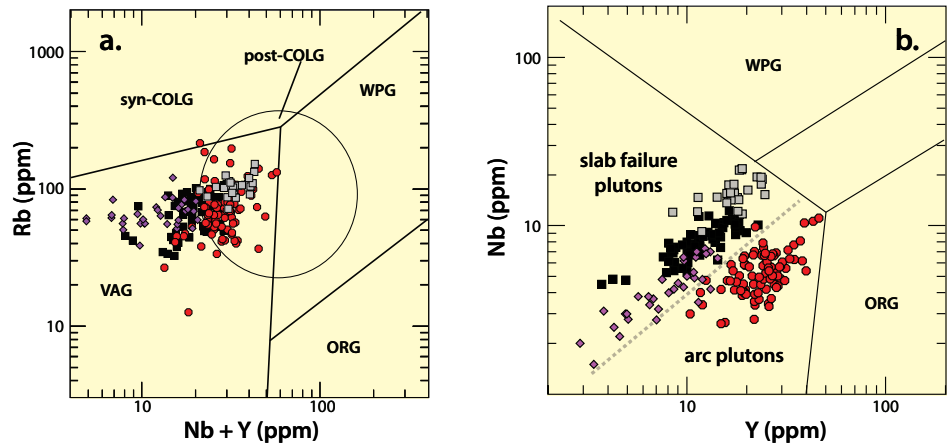 a.
post-COLG
syn-COLG
WPG
VAG
ORG
1000
100
10
Rb (ppm)
10
100
Nb + Y (ppm)
b.
WPG
slab failure
plutons
ORG
arc plutons
100
10
Nb (ppm)
10
100
Y (ppm)